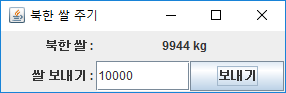 북한 쌀 주기
북한 쌀 : 9944 kg
쌀 보내기 : 10000 보내기